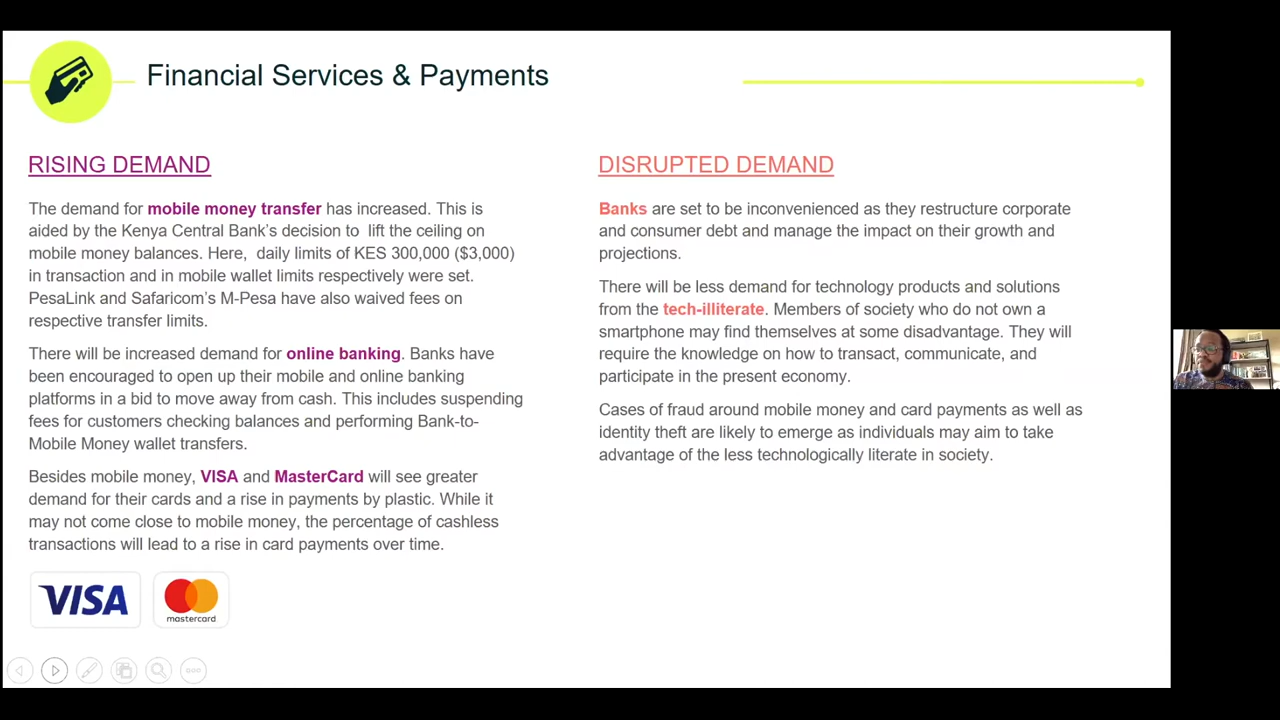 Financial Services & Payments
RISING DEMAND
The demand for mobile money transfer has increased. This is
aided by the Kenya Central Bank's decision to  lift the ceiling on
mobile money balances. Here,  daily limits of KES 300,000 ($3,000)
in transaction and in mobile wallet limits respectively were set.
PesaLink and Safaricom's M-Pesa have also waived fees on
respective transfer limits.
There will be increased demand for online banking. Banks have
been encouraged to open up their mobile and online banking
platforms in a bid to move away from cash. This includes suspending
fees for customers checking balances and performing Bank-to-
Mobile Money wallet transfers.
Besides mobile money, VISA and MasterCard will see greater
demand for their cards and a rise in payments by plastic. While it
may not come close to mobile money, the percentage of cashless
transactions will lead to a rise in card payments over time.
VISA
mastercard
DISRUPTED DEMAND
Banks are set to be inconvenienced as they restructure corporate
and consumer debt and manage the impact on their growth and
projections.
There will be less demand for technology products and solutions
from the tech-illiterate. Members of society who do not own a
smartphone may find themselves at some disadvantage. They will
require the knowledge on how to transact, communicate, and
participate in the present economy.
Cases of fraud around mobile money and card payments as well as
identity theft are likely to emerge as individuals may aim to take
advantage of the less technologically literate in society.